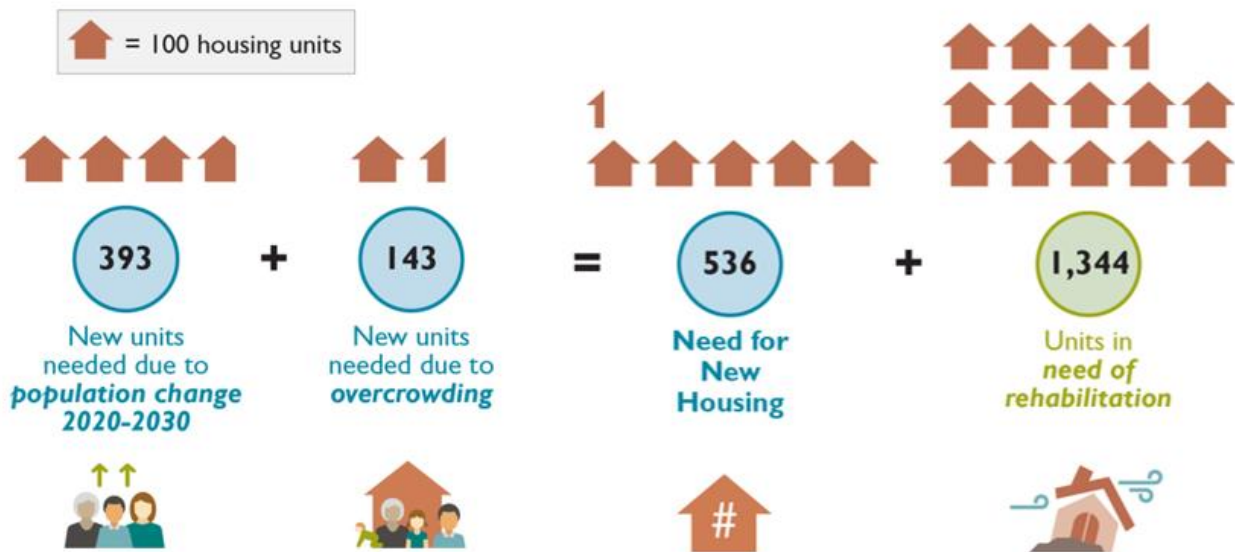 = 100 housing units
393
+
143
=
536
+
1,344
New units
needed due to
population change
2020-2030
New units
needed due to
overcrowding
Need for
New
Housing
Units in
need of
rehabilitation
#